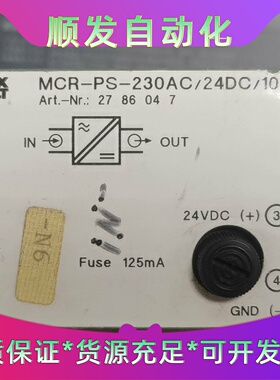 顺发自动化
MCR-PS-230AC/24DC/10
Art.-Nr.: 27 86 04 7
IN
OUT
24VDC (+)
3
N6
Fuse 125mA
4
GND (-)
质保证*货源充足*可开发